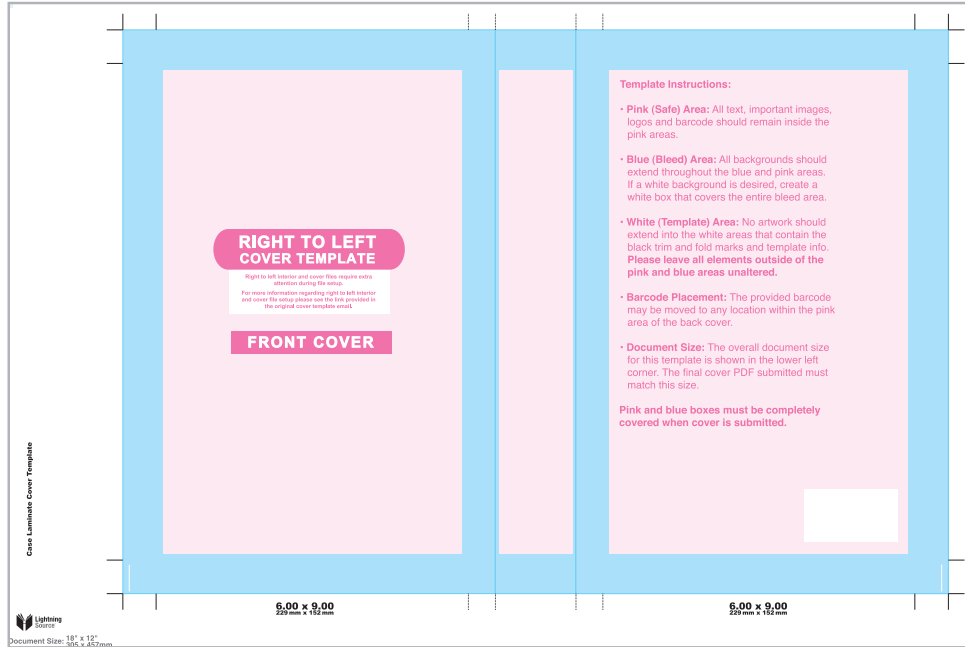 RIGHT TO LEFT
COVER TEMPLATE
Right to left interior and cover files require extra
attention during file setup.
For more information regarding right to left interior
and cover file setup please see the link provided in
the original cover template email.
FRONT COVER
Template Instructions:
• Pink (Safe) Area: All text, important images,
logos and barcode should remain inside the
pink areas.
• Blue (Bleed) Area: All backgrounds should
extend throughout the blue and pink areas.
If a white background is desired, create a
white box that covers the entire bleed area.
• White (Template) Area: No artwork should
extend into the white areas that contain the
black trim and fold marks and template info.
Please leave all elements outside of the
pink and blue areas unaltered.
• Barcode Placement: The provided barcode
may be moved to any location within the pink
area of the back cover.
• Document Size: The overall document size
for this template is shown in the lower left
corner. The final cover PDF submitted must
match this size.
Pink and blue boxes must be completely
covered when cover is submitted.
Case Laminate Cover Template
6.00 x 9.00
229 mm x 152 mm
6.00 x 9.00
229 mm x 152 mm
Lightning
Source
Document Size: 18" x 12"
305 x 457mm